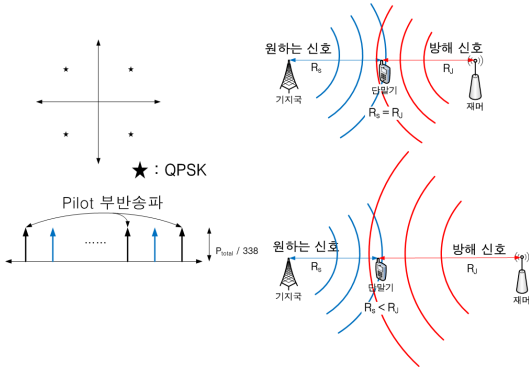 ★ : QPSK
Pilot 부반송파
......
P_total / 338
원하는 신호
방해 신호
R_S
R_J
기지국
단말기
재머
R_S = R_J
원하는 신호
방해 신호
R_S
R_J
기지국
단말기
재머
R_S < R_J